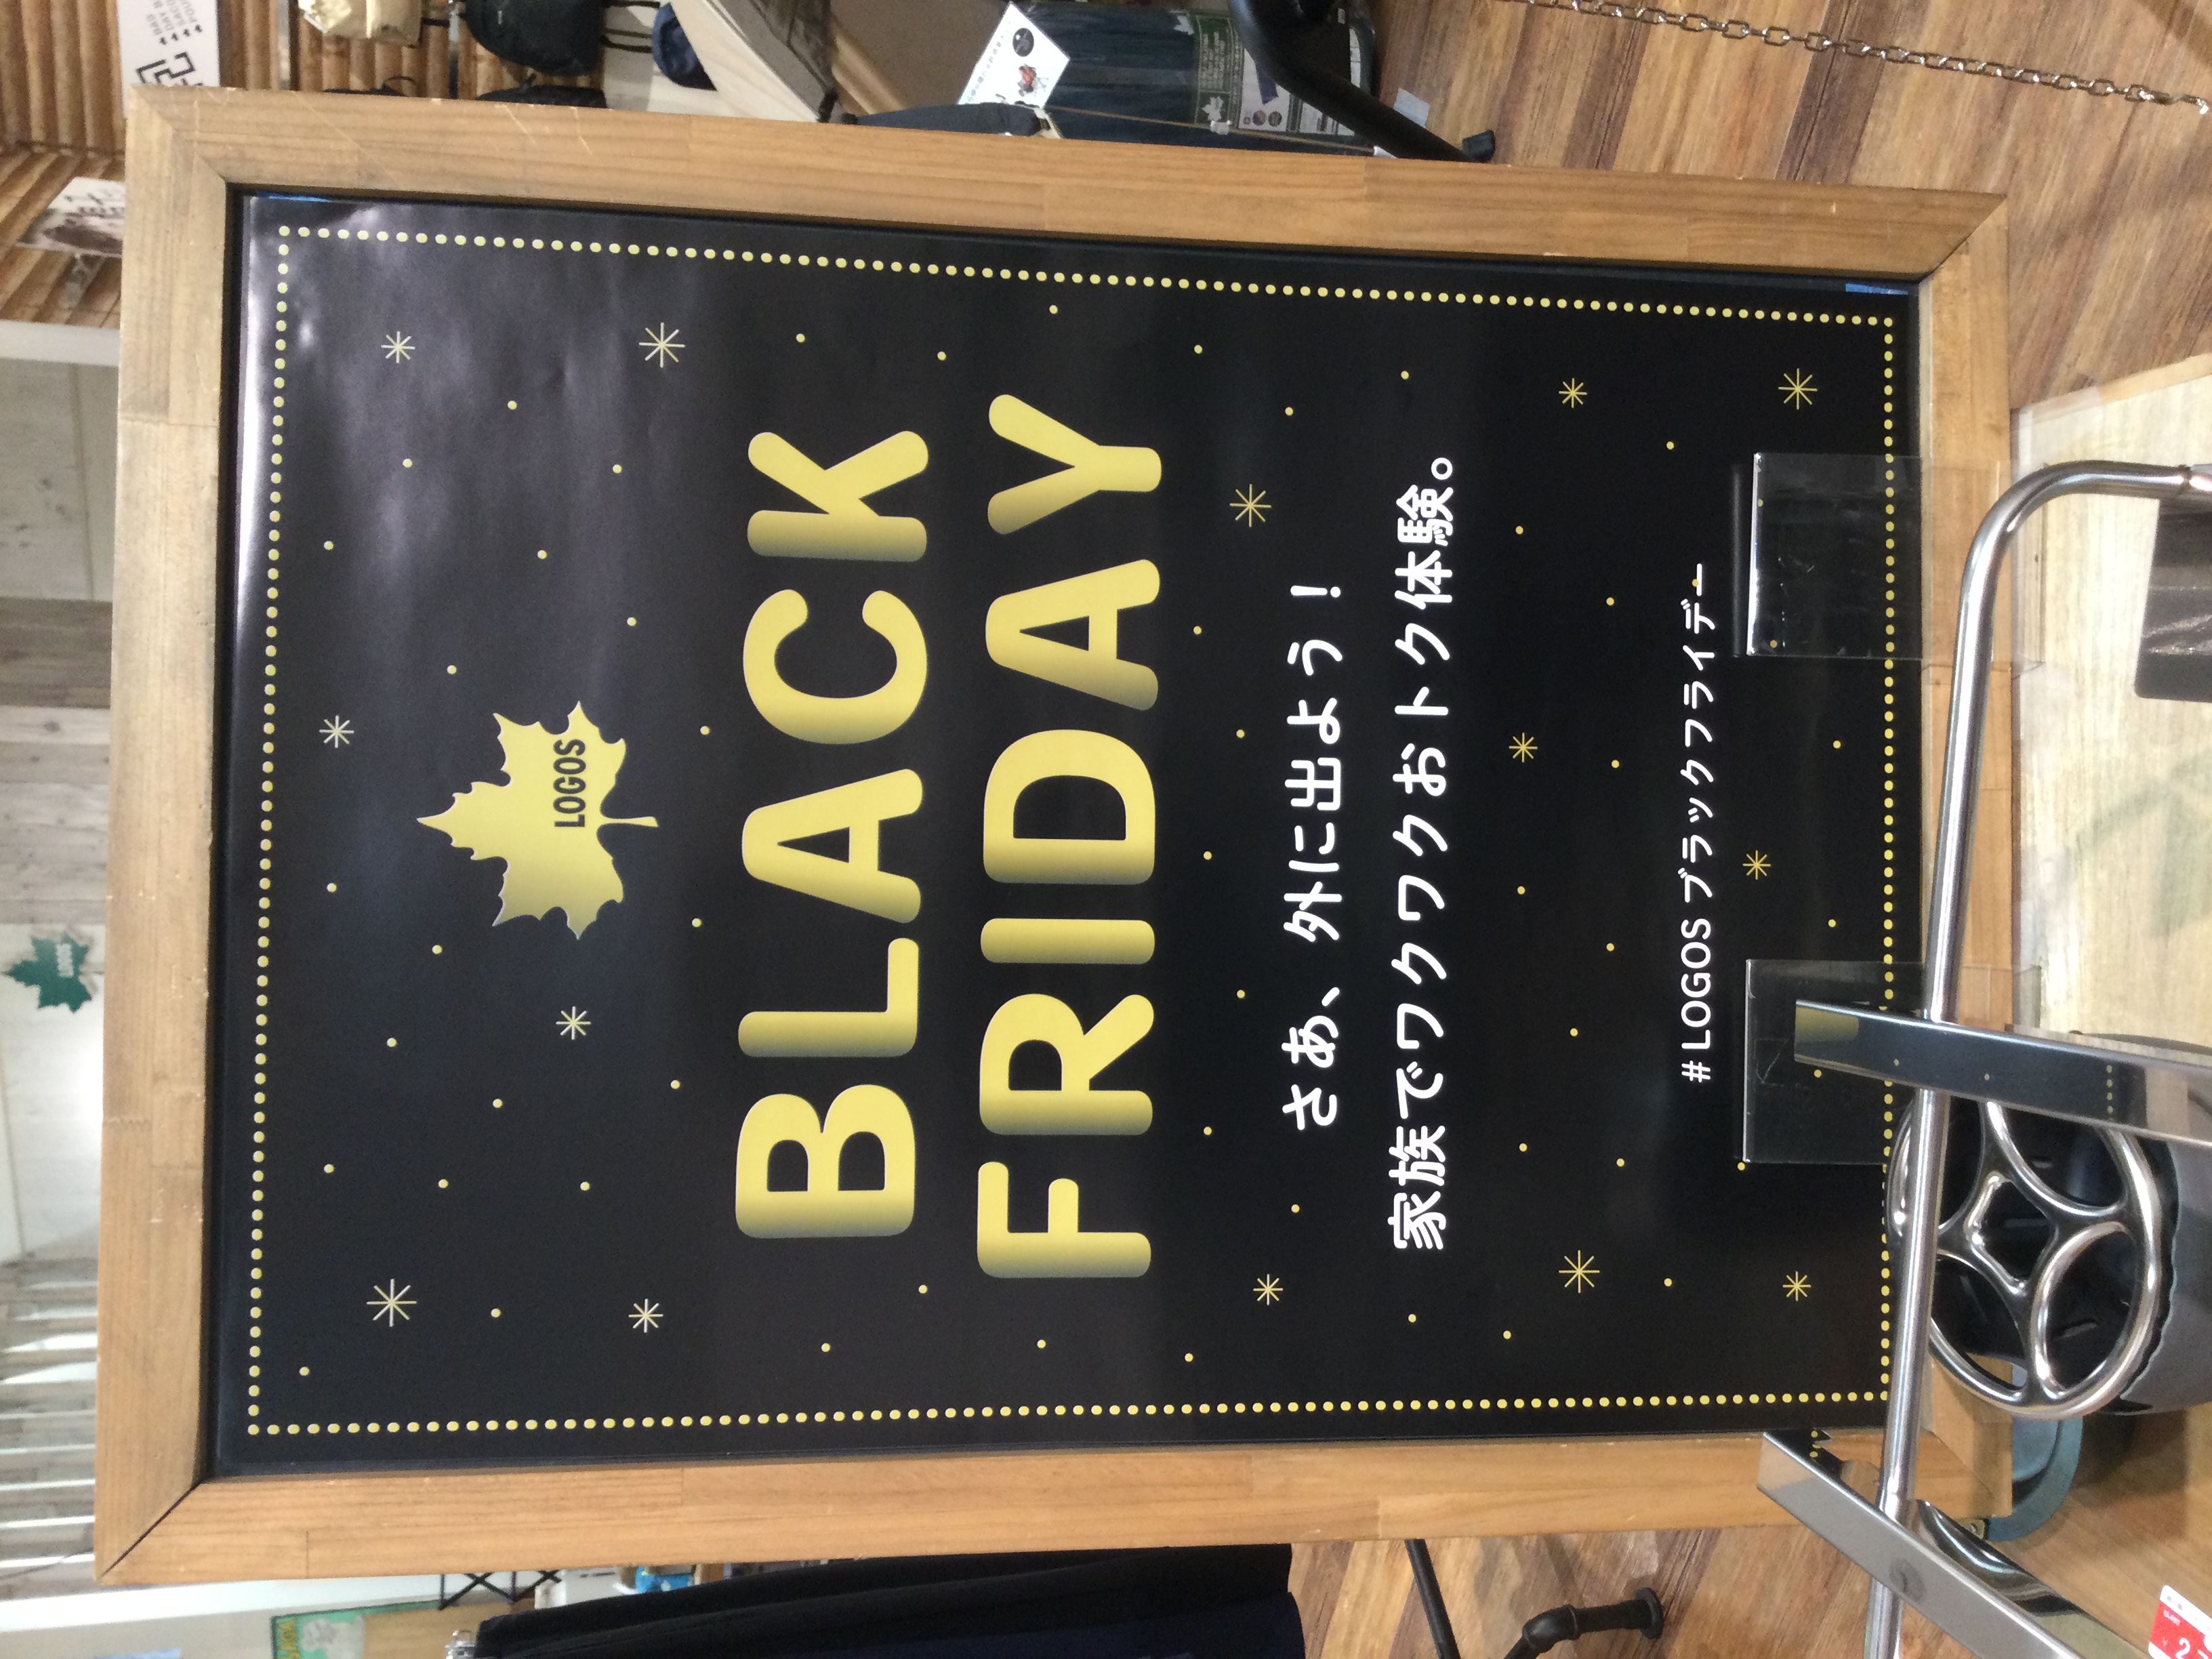 LOGOS
BLACK
FRIDAY
さあ、外に出よう！
家族でワクワクおトク体験。
# LOGOS ブラックフライデー
LOGOS